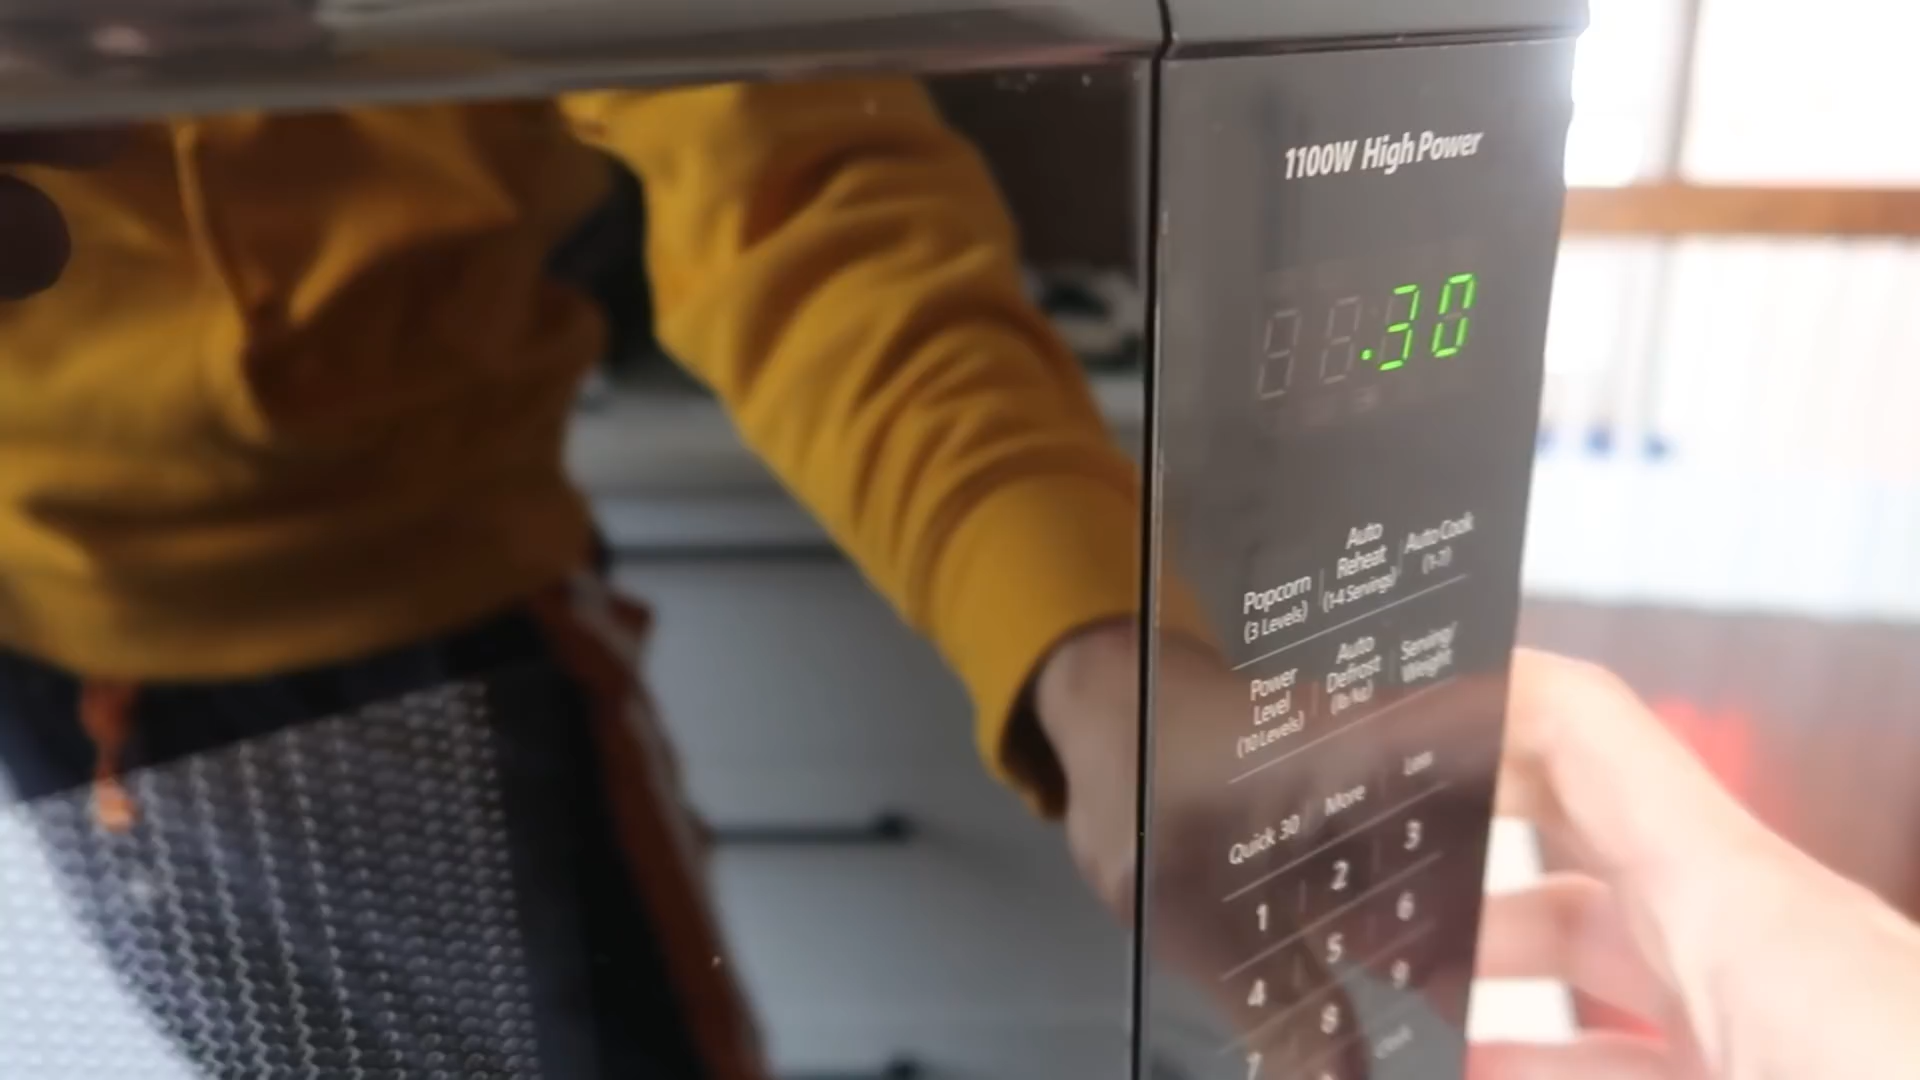 1100W High Power
.30
Popcorn
(3 Levels)
Auto
Reheat
(1-4 Servings)
Auto Cook
(1-7)
Power
Level
(10 Levels)
Auto
Defrost
(lb/kg)
Serving/
Weight
Quick 30
More
Less
1
2
3
4
5
6
7
8
9